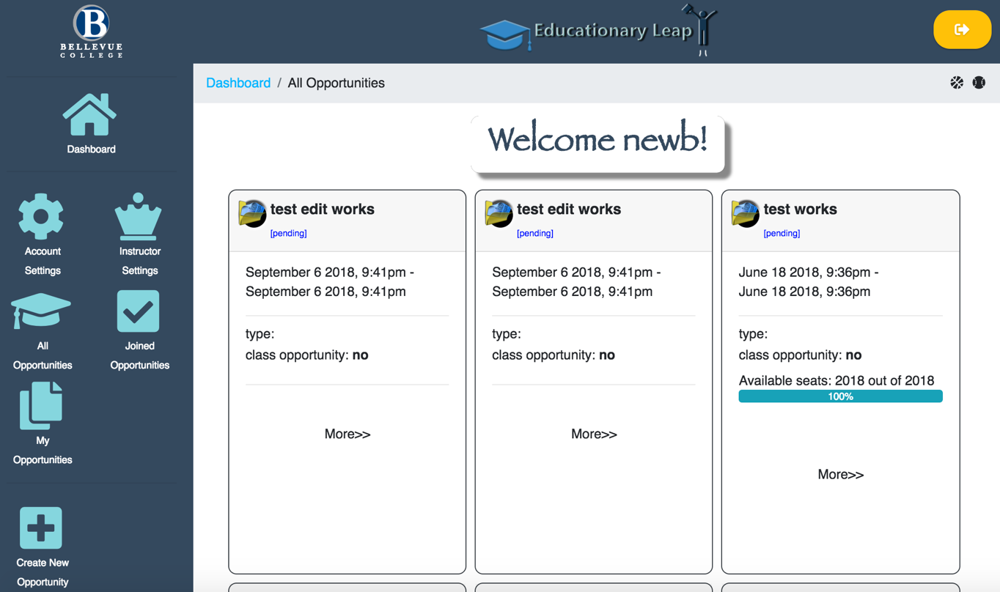 B
BELLEVUE
COLLEGE
Educationary Leap
Dashboard / All Opportunities
Dashboard
Account
Settings
Instructor
Settings
All
Opportunities
Joined
Opportunities
My
Opportunities
Create New
Opportunity
Welcome newb!
test edit works
[pending]
September 6 2018, 9:41pm -
September 6 2018, 9:41pm
type:
class opportunity: no
More>>
test edit works
[pending]
September 6 2018, 9:41pm -
September 6 2018, 9:41pm
type:
class opportunity: no
More>>
test works
[pending]
June 18 2018, 9:36pm -
June 18 2018, 9:36pm
type:
class opportunity: no
Available seats: 2018 out of 2018
100%
More>>